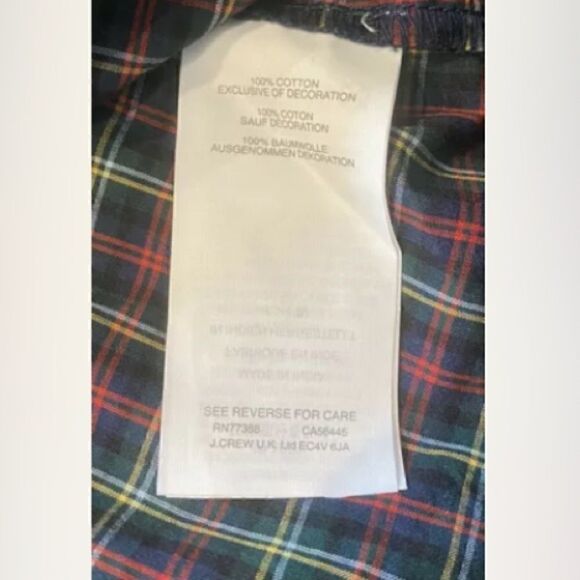 100% COTTON
EXCLUSIVE OF DECORATION
100% COTON
SAUF DÉCORATION
100% BAUMWOLLE
AUSGENOMMEN DEKORATION
SEE REVERSE FOR CARE
RN77388 CA56445
J.CREW U.K. Ltd EC4V 6JA